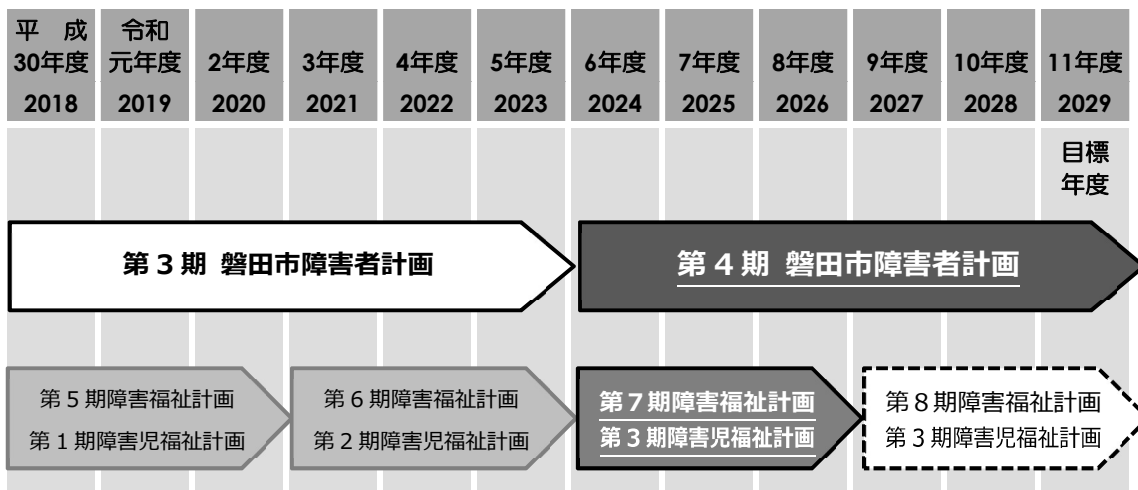 平 成 令和
30年度 元年度 2年度 3年度 4年度 5年度 6年度 7年度 8年度 9年度 10年度 11年度
2018 2019 2020 2021 2022 2023 2024 2025 2026 2027 2028 2029
目標
年度
第3期 磐田市障害者計画
第4期 磐田市障害者計画
第5期障害福祉計画
第1期障害児福祉計画
第6期障害福祉計画
第2期障害児福祉計画
第7期障害福祉計画
第3期障害児福祉計画
第8期障害福祉計画
第3期障害児福祉計画